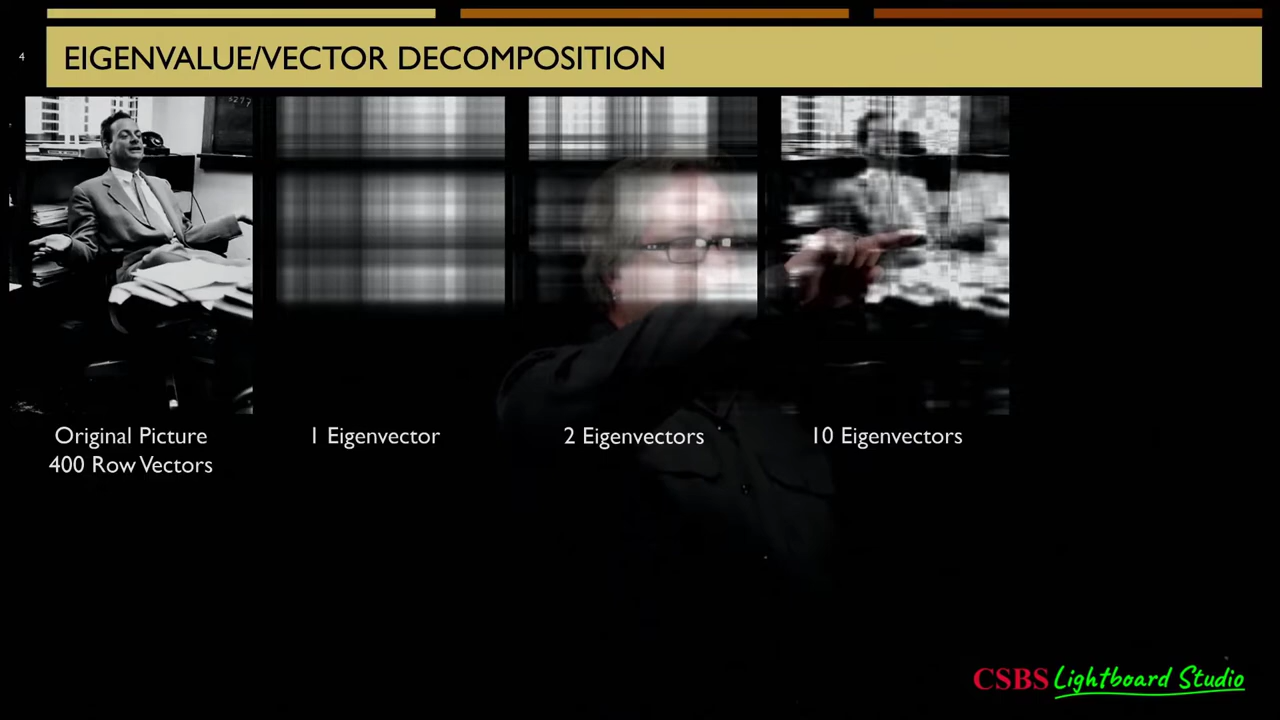 4
EIGENVALUE/VECTOR DECOMPOSITION
Original Picture
400 Row Vectors
1 Eigenvector
2 Eigenvectors
10 Eigenvectors
CSBS Lightboard Studio